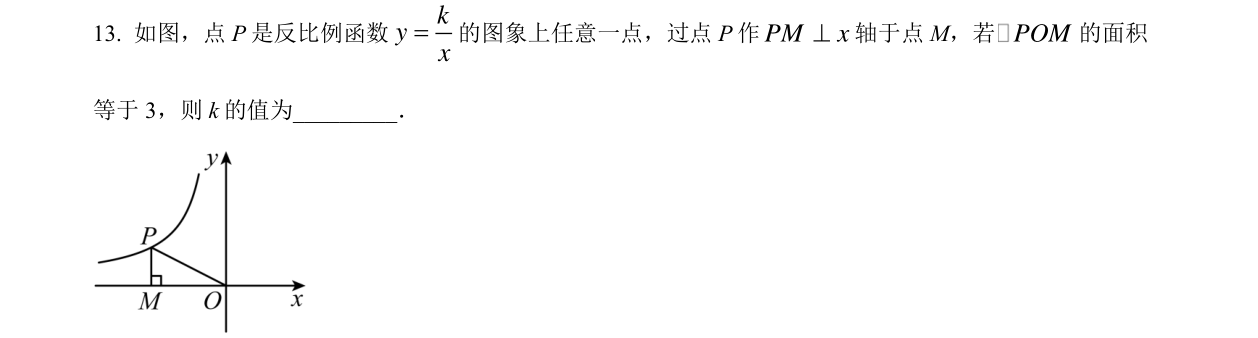 13. 如图，点 P 是反比例函数 y = k/x 的图象上任意一点，过点 P 作 PM ⊥ x 轴于点 M，若□POM 的面积
等于 3，则 k 的值为_________．
y
P
M
O
x